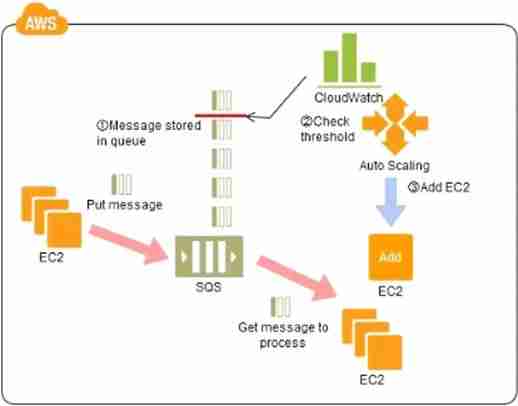 AWS
CloudWatch
①Message stored
in queue
②Check
threshold
Auto Scaling
③Add EC2
Put message
EC2
SQS
Add
EC2
Get message to
process
EC2